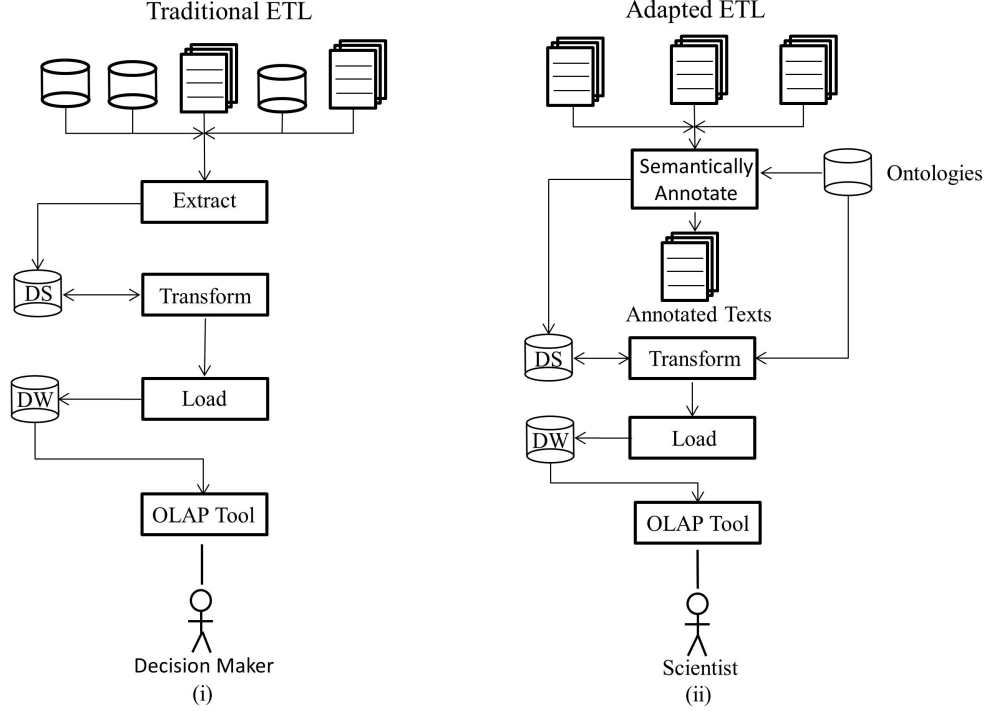 Traditional ETL
Extract
DS
Transform
DW
Load
OLAP Tool
Decision Maker
(i)
Adapted ETL
Semantically
Annotate
Ontologies
Annotated Texts
DS
Transform
DW
Load
OLAP Tool
Scientist
(ii)